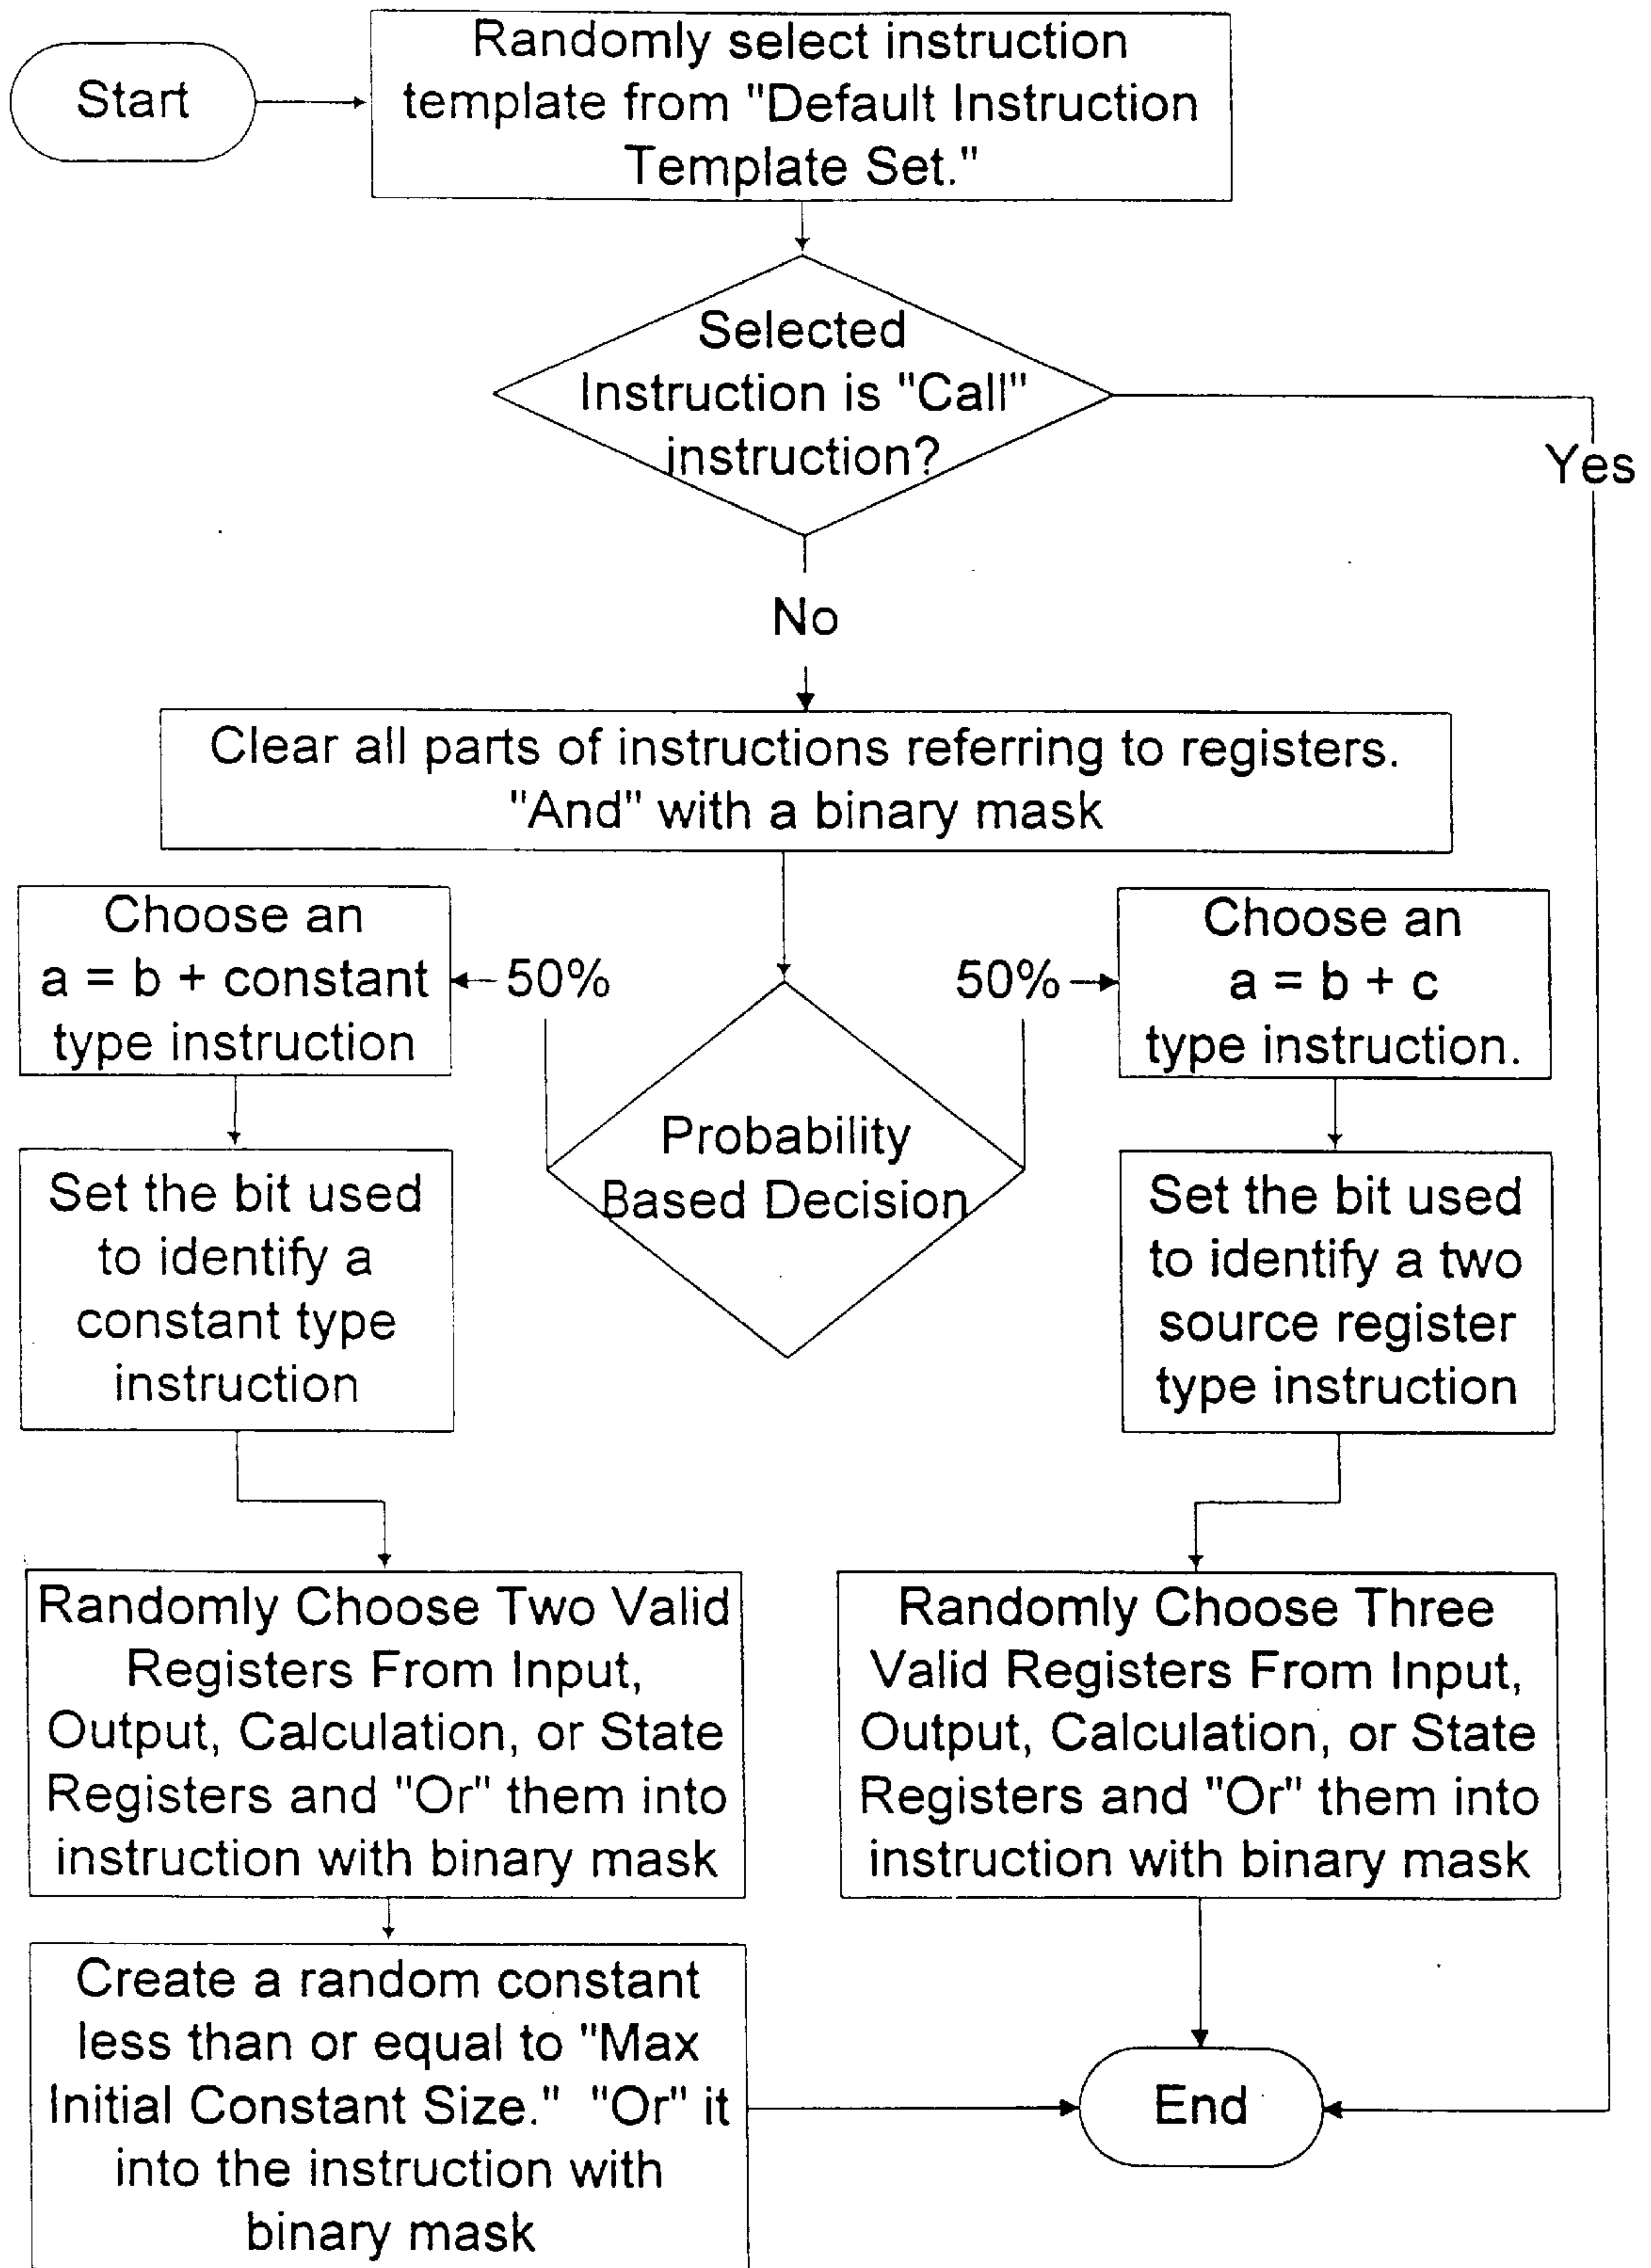 Start
Randomly select instruction
template from "Default Instruction
Template Set."
Selected
Instruction is "Call"
instruction?
Yes
No
Clear all parts of instructions referring to registers.
"And" with a binary mask
Choose an
a = b + constant
type instruction
50%
50%
Choose an
a = b + c
type instruction.
Probability
Based Decision
Set the bit used
to identify a
constant type
instruction
Set the bit used
to identify a two
source register
type instruction
Randomly Choose Two Valid
Registers From Input,
Output, Calculation, or State
Registers and "Or" them into
instruction with binary mask
Randomly Choose Three
Valid Registers From Input,
Output, Calculation, or State
Registers and "Or" them into
instruction with binary mask
Create a random constant
less than or equal to "Max
Initial Constant Size." "Or" it
into the instruction with
binary mask
End